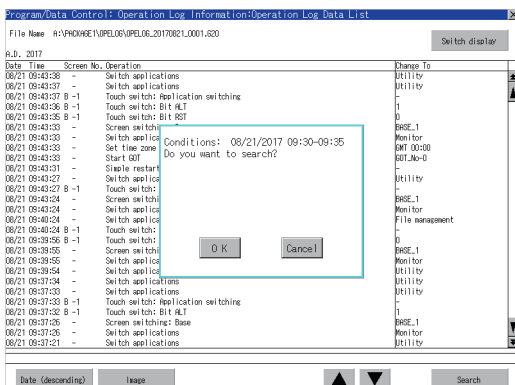 Program/Data Control: Operation Log Information:Operation Log Data List
File Name A:\PACKAGE1\OPELOG\OPELOG_20170821_0001.G2O
Switch display
A.D. 2017
Date Time Screen No. Operation Change To
08/21 09:43:38 - Switch applications Utility
08/21 09:43:37 - Switch applications Utility
08/21 09:43:37 B -1 Touch switch: Application switching -
08/21 09:43:36 B -1 Touch switch: Bit ALT 1
08/21 09:43:35 B -1 Touch switch: Bit RST 0
08/21 09:43:33 - Screen switchi BASE_1
08/21 09:43:33 - Switch applica Monitor
08/21 09:43:33 - Set time zone GMT 00:00
08/21 09:43:33 - Start GOT GOT_No-0
08/21 09:43:31 - Simple restart -
08/21 09:43:27 - Switch applica Utility
08/21 09:43:27 B -1 Touch switch: -
08/21 09:43:24 - Screen switchi BASE_1
08/21 09:43:24 - Switch applica Monitor
08/21 09:40:24 - Switch applica File management
08/21 09:40:24 B -1 Touch switch: -
08/21 09:39:56 B -1 Touch switch: 0
08/21 09:39:55 - Screen switchi BASE_1
08/21 09:39:55 - Switch applica Monitor
08/21 09:39:54 - Switch applica Utility
08/21 09:37:34 - Switch applications Utility
08/21 09:37:33 - Switch applications Utility
08/21 09:37:33 B -1 Touch switch: Application switching -
08/21 09:37:32 B -1 Touch switch: Bit ALT 1
08/21 09:37:26 - Screen switching: Base BASE_1
08/21 09:37:26 - Switch applications Monitor
08/21 09:37:21 - Switch applications Utility
Conditions: 08/21/2017 09:30-09:35
Do you want to search?
OK Cancel
Date (descending) Image Search